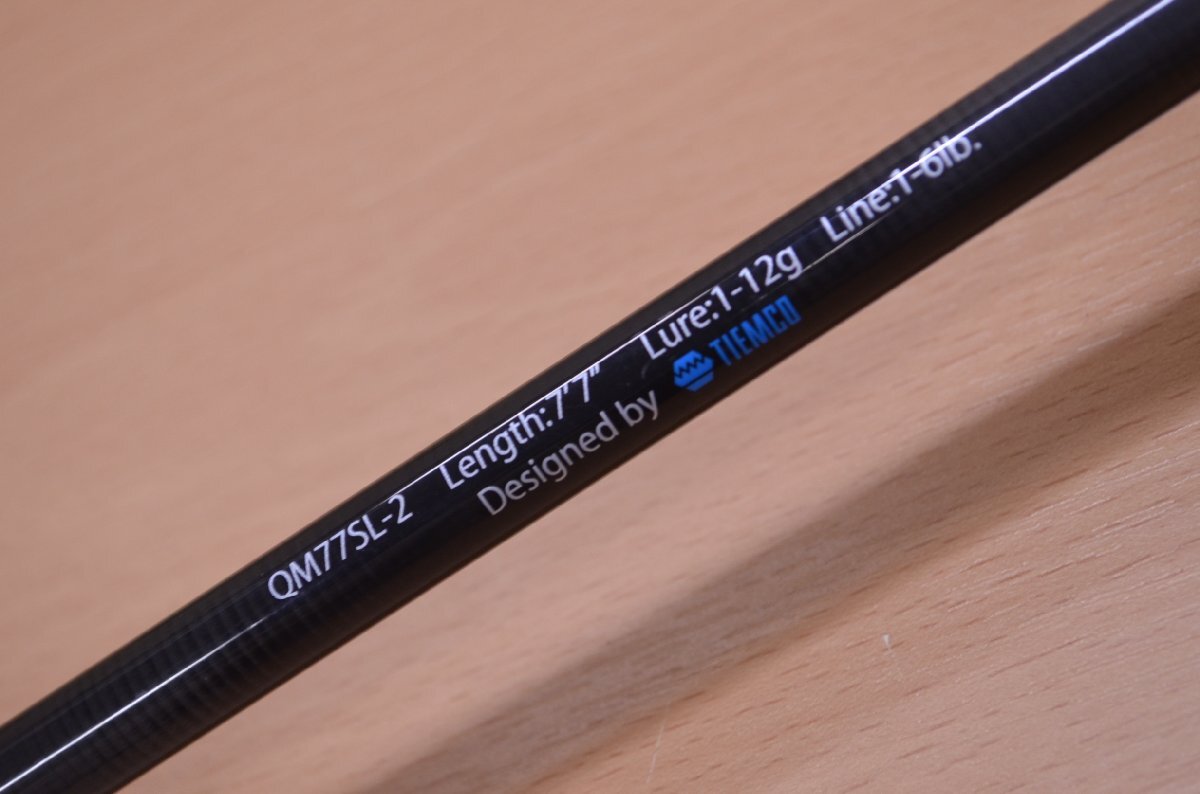 QM77SL-2 Length:7'7" Lure:1-12g Line:1-6lb.
Designed by TIEMCO